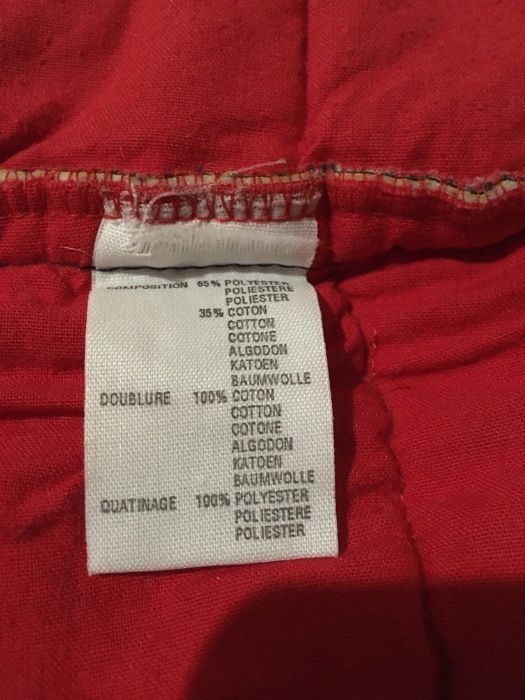 COMPOSITION 65% POLYESTER
POLIESTERE
POLIESTER
35% COTON
COTTON
COTONE
ALGODON
KATOEN
BAUMWOLLE
DOUBLURE 100% COTON
COTTON
COTONE
ALGODON
KATOEN
BAUMWOLLE
QUATINAGE 100% POLYESTER
POLIESTERE
POLIESTER